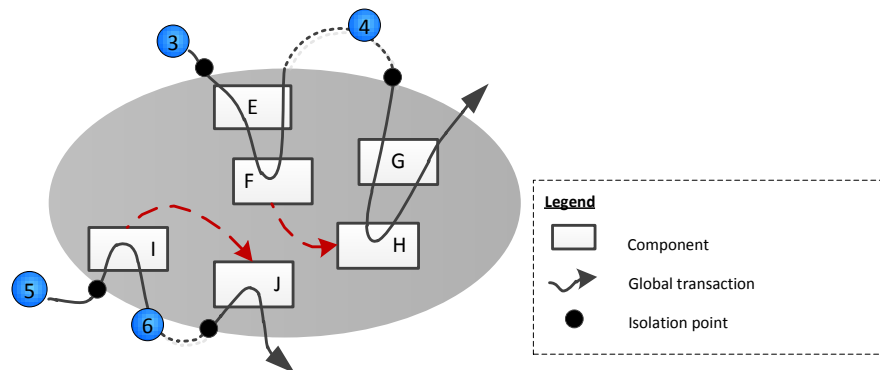 3
4
E
G
F
H
I
J
5
6
Legend
Component
Global transaction
Isolation point